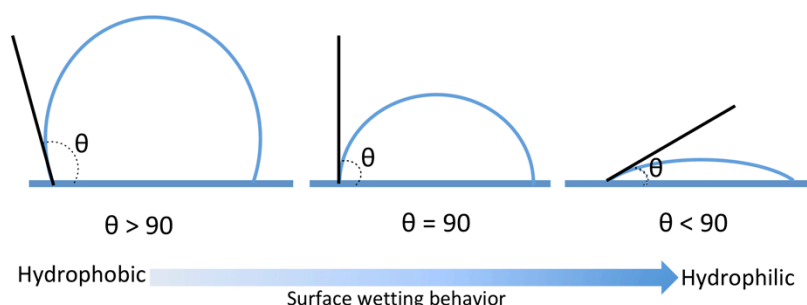 θ
θ
θ
θ > 90
θ = 90
θ < 90
Hydrophobic
Hydrophilic
Surface wetting behavior